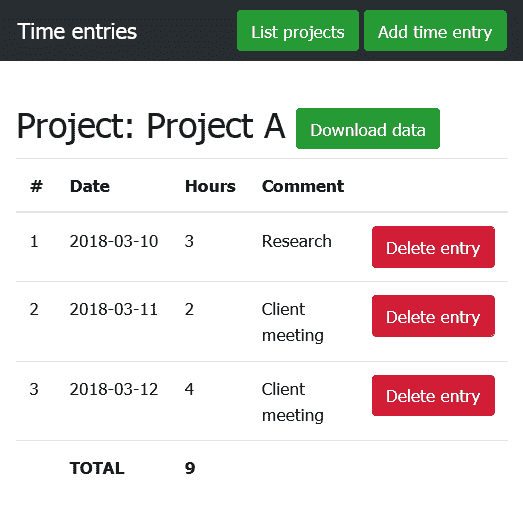 Time entries List projects Add time entry
Project: Project A Download data
# Date Hours Comment
1 2018-03-10 3 Research Delete entry
2 2018-03-11 2 Client meeting Delete entry
3 2018-03-12 4 Client meeting Delete entry
TOTAL 9